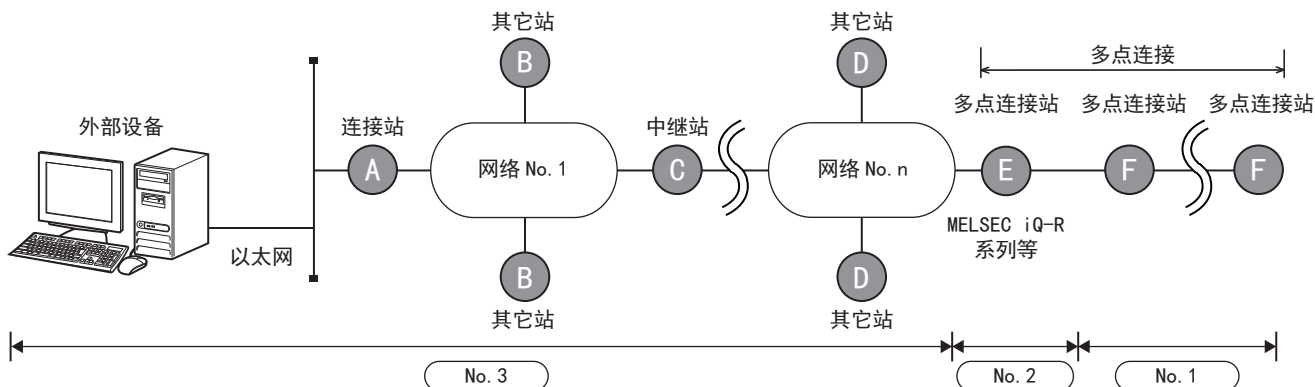 其它站
其它站
多点连接
B
D
多点连接站
多点连接站
多点连接站
外部设备
连接站
中继站
A
网络 No. 1
C
网络 No. n
E
F
F
MELSEC iQ-R
系列等
以太网
B
D
其它站
其它站
No. 3
No. 2
No. 1